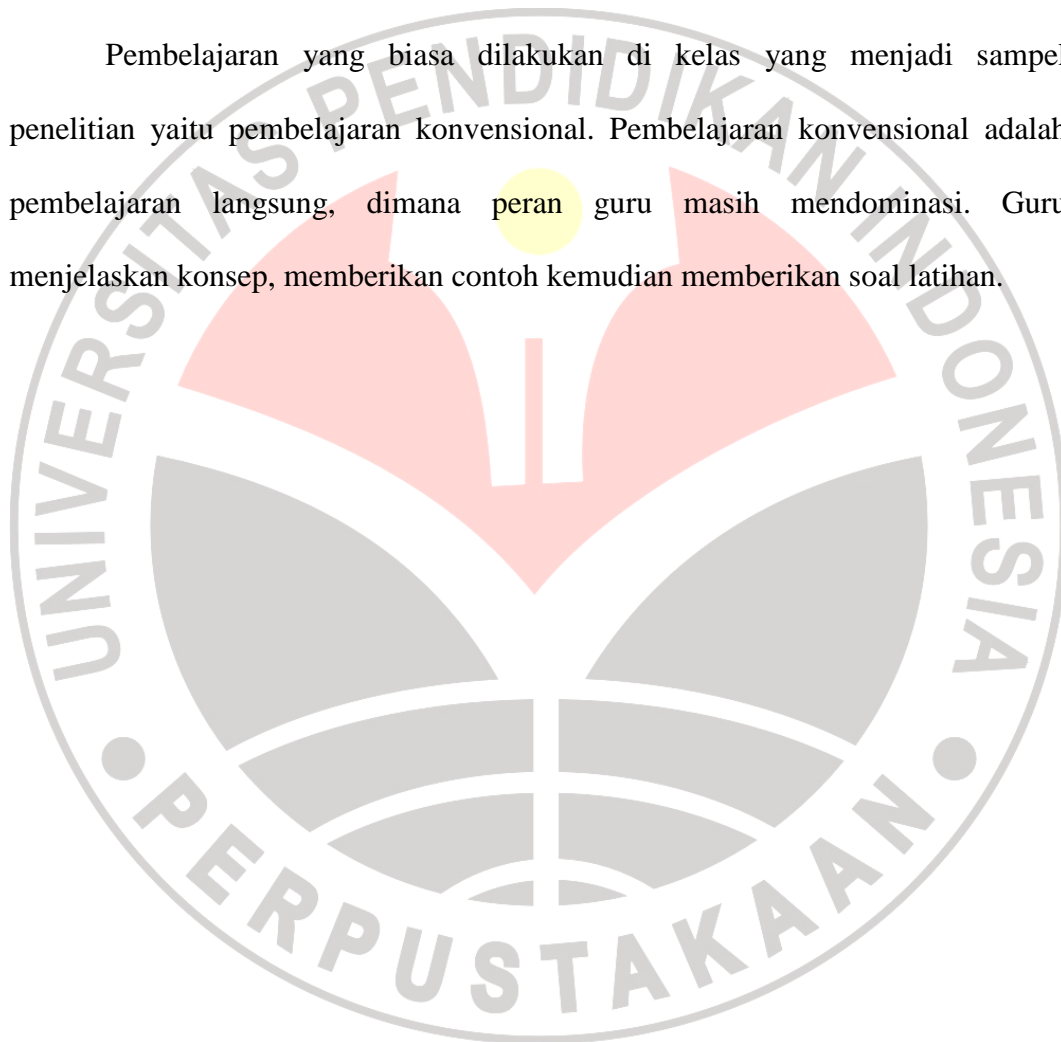 Pembelajaran yang biasa dilakukan di kelas yang menjadi sampel
penelitian yaitu pembelajaran konvensional. Pembelajaran konvensional adalah
pembelajaran langsung, dimana peran guru masih mendominasi. Guru
menjelaskan konsep, memberikan contoh kemudian memberikan soal latihan.
UNIVERSITAS PENDIDIKAN INDONESIA
PERPUSTAKAAN